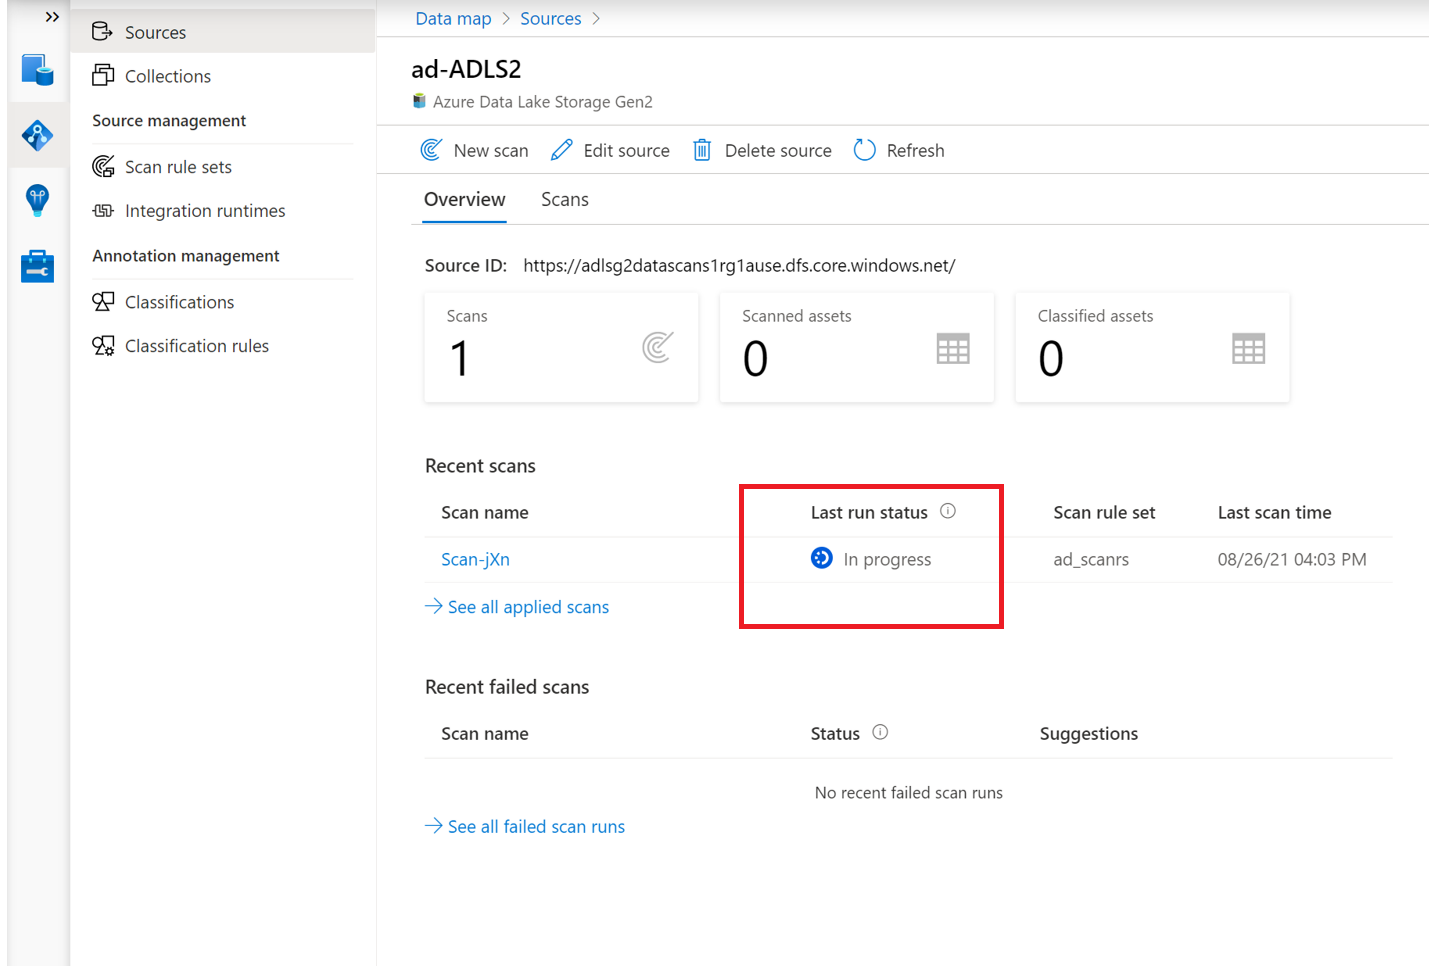 Sources
Collections
Source management
Scan rule sets
Integration runtimes
Annotation management
Classifications
Classification rules
Data map > Sources >
ad-ADLS2
Azure Data Lake Storage Gen2
New scan Edit source Delete source Refresh
Overview Scans
Source ID: https://adlsg2datascans1rg1ause.dfs.core.windows.net/
Scans Scanned assets Classified assets
1 0 0
Recent scans
Scan name Last run status Scan rule set Last scan time
Scan-jXn In progress ad_scanrs 08/26/21 04:03 PM
See all applied scans
Recent failed scans
Scan name Status Suggestions
No recent failed scan runs
See all failed scan runs